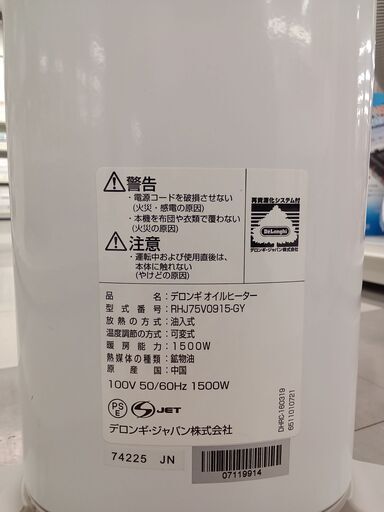 警告
・電源コードを破損させない
(火災・感電の原因)
・本機を布団や衣類で覆わない
(火災の原因)
注意
・運転中および使用直後は、
本体に触れない
(やけどの原因)
再資源化システム付
DeLonghi
デロンギ・ジャパン株式会社
品名：デロンギ オイルヒーター
型式番号：RHJ75V0915-GY
放熱の方式：油入式
温度調節の方式：可変式
暖房能力：1500W
熱媒体の種類：鉱物油
原産国：中国
100V 50/60Hz 1500W
PS
E
S JET
デロンギ・ジャパン株式会社
DHRC-160319
6511010721
74225 JN
07119914